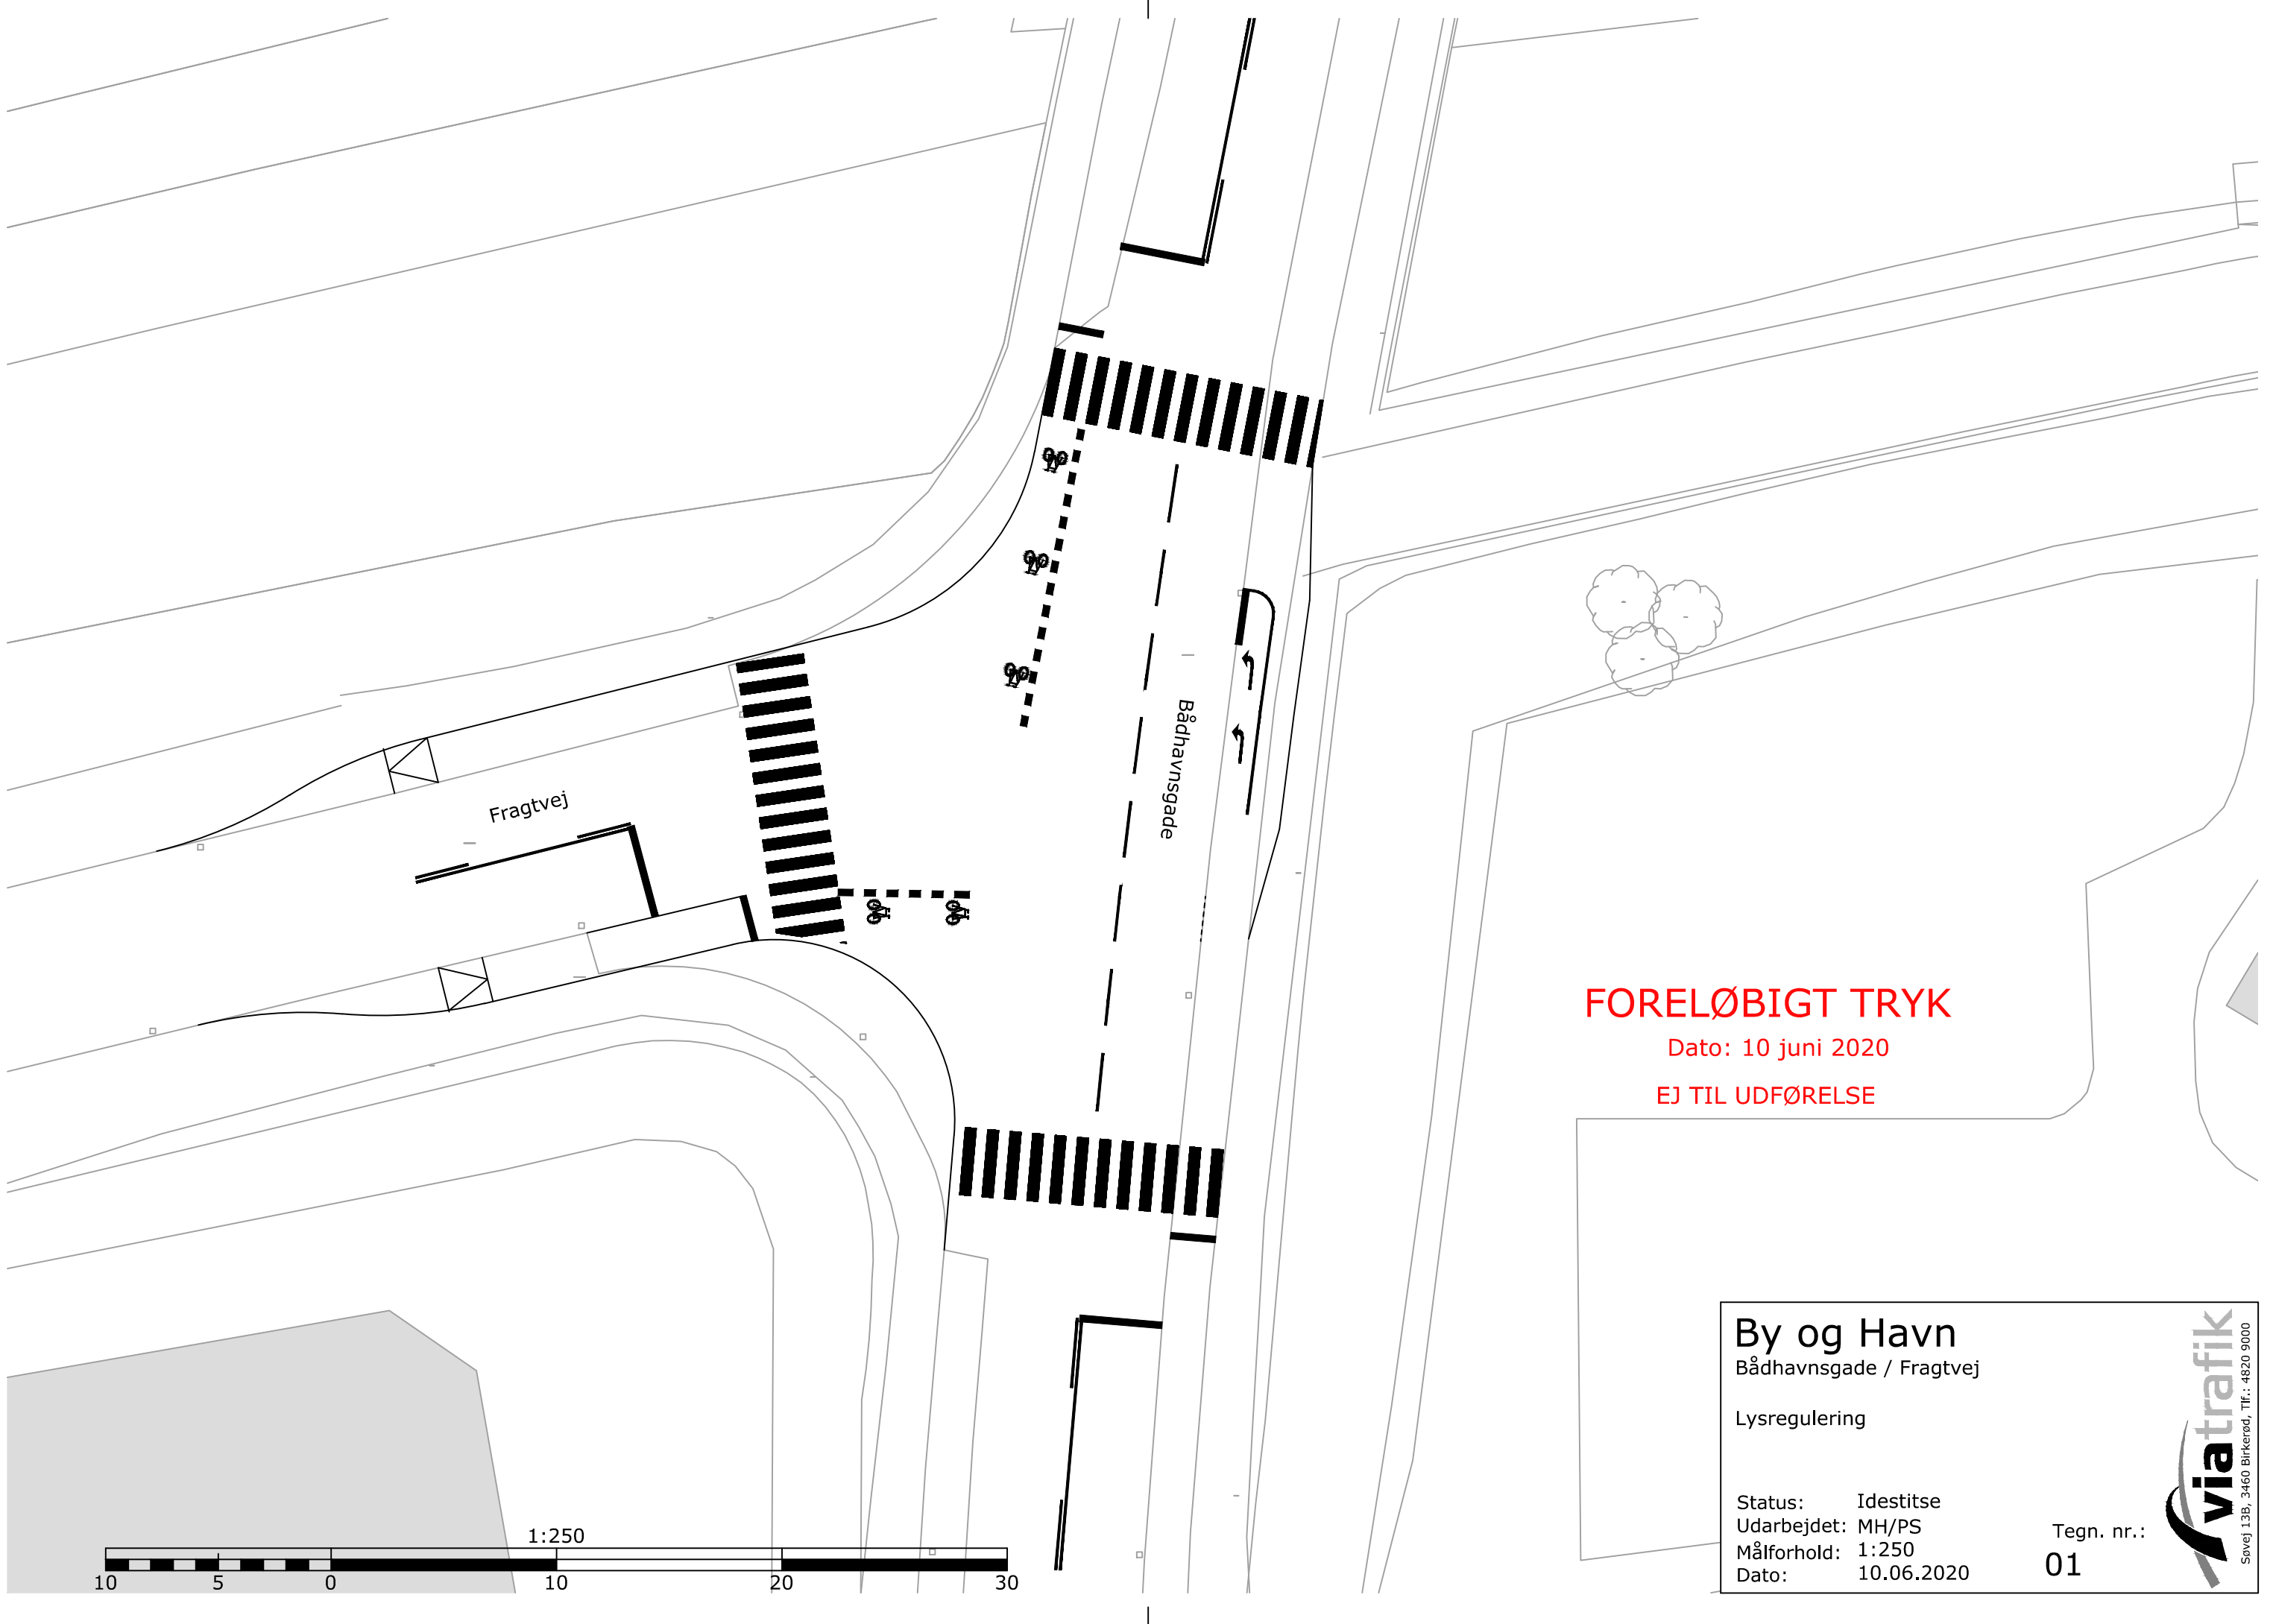 Bådhavnsgade
Fragtvej
FORELØBIGT TRYK
Dato: 10 juni 2020
EJ TIL UDFØRELSE
By og Havn
Bådhavnsgade / Fragtvej
Lysregulering
Status: Idestitse
Udarbejdet: MH/PS
Målforhold: 1:250
Dato: 10.06.2020
Tegn. nr.:
01
viatrafik
Søvej 13B, 3460 Birkerød, Tlf.: 4820 9000
1:250
10 5 0 10 20 30